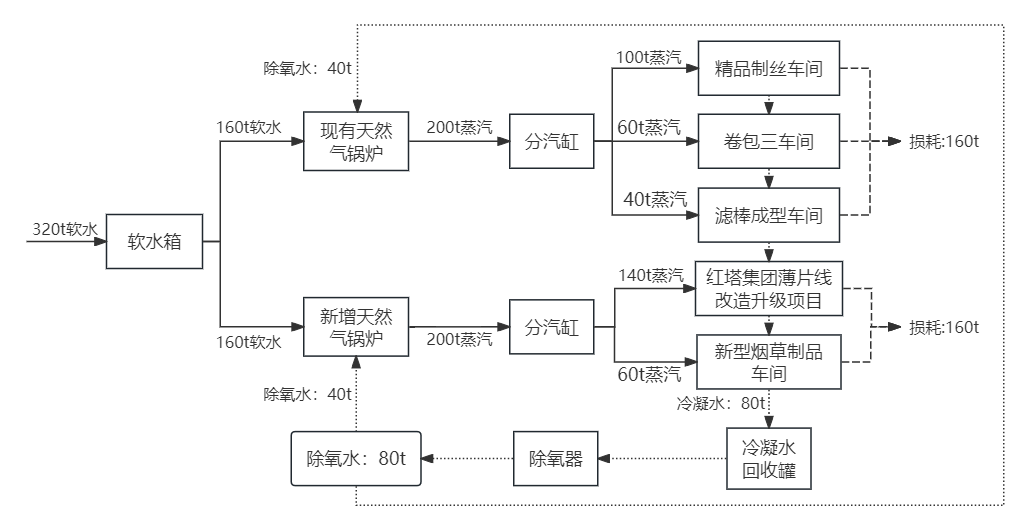 除氧水：40t
100t蒸汽
精品制丝车间
160t软水
现有天然
气锅炉
200t蒸汽
分汽缸
60t蒸汽
卷包三车间
损耗:160t
40t蒸汽
滤棒成型车间
320t软水
软水箱
140t蒸汽
红塔集团薄片线
改造升级项目
新增天然
气锅炉
160t软水
200t蒸汽
分汽缸
损耗:160t
60t蒸汽
新型烟草制品
车间
除氧水：40t
冷凝水：80t
除氧水：80t
除氧器
冷凝水
回收罐